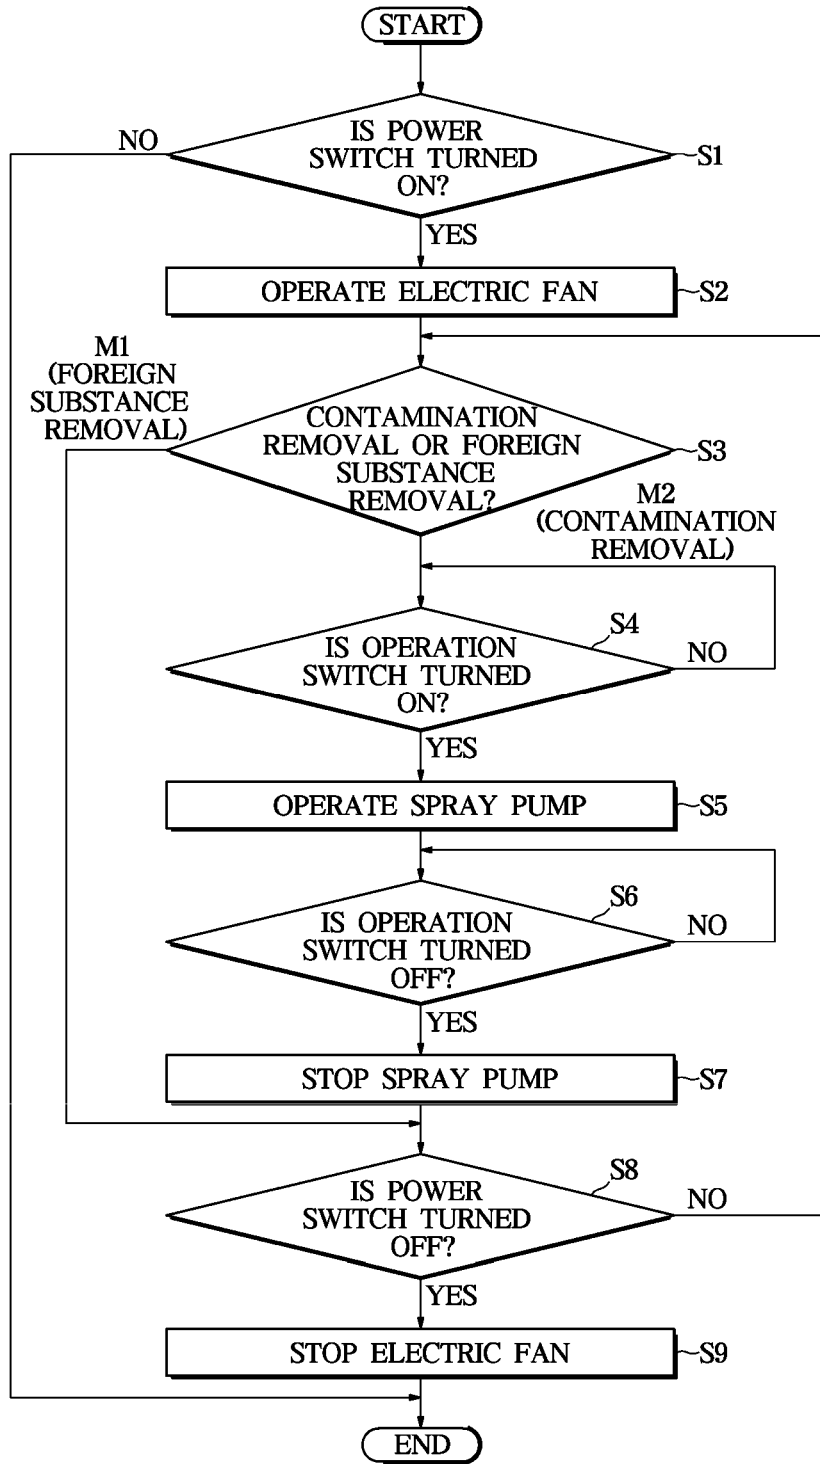 START
IS POWER
SWITCH TURNED
ON?
S1
NO
YES
OPERATE ELECTRIC FAN
S2
M1
(FOREIGN
SUBSTANCE
REMOVAL)
CONTAMINATION
REMOVAL OR FOREIGN
SUBSTANCE
REMOVAL?
S3
M2
(CONTAMINATION
REMOVAL)
IS OPERATION
SWITCH TURNED
ON?
S4
NO
YES
OPERATE SPRAY PUMP
S5
IS OPERATION
SWITCH TURNED
OFF?
S6
NO
YES
STOP SPRAY PUMP
S7
IS POWER
SWITCH TURNED
OFF?
S8
NO
YES
STOP ELECTRIC FAN
S9
END